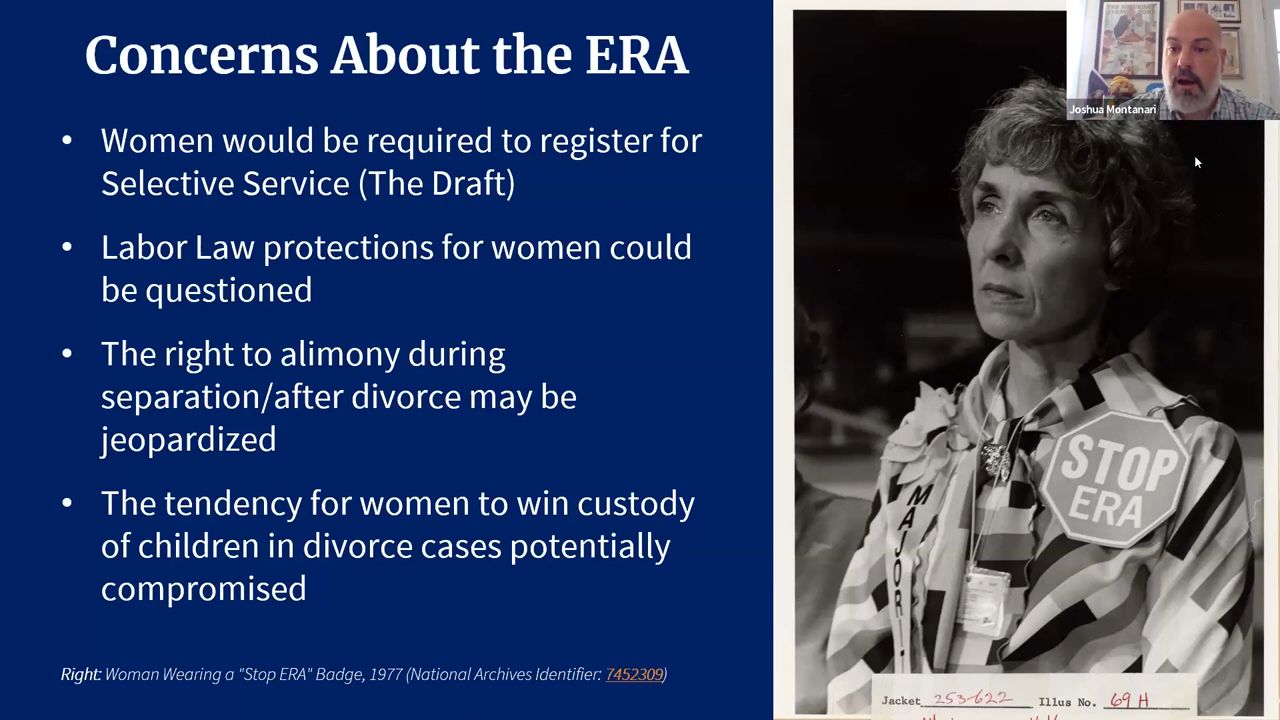 Concerns About the ERA
• Women would be required to register for
Selective Service (The Draft)
• Labor Law protections for women could
be questioned
• The right to alimony during
separation/after divorce may be
jeopardized
• The tendency for women to win custody
of children in divorce cases potentially
compromised
Right: Woman Wearing a "Stop ERA" Badge, 1977 (National Archives Identifier: 7452309)
Joshua Montanari
STOP
ERA
MAJORI
Jacket 253-622 Illus No. 69 H